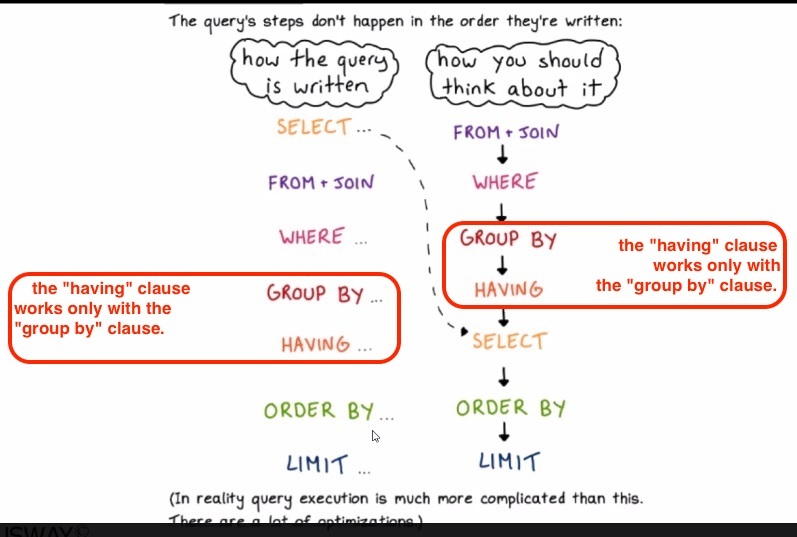 The query's steps don't happen in the order they're written:
how the query
is written
how you should
think about it
SELECT ...
FROM + JOIN
WHERE ...
the "having" clause
works only with the
"group by" clause.
GROUP BY ...
HAVING ...
ORDER BY ...
LIMIT ...
FROM + JOIN
WHERE
GROUP BY
HAVING
the "having" clause
works only with
the "group by" clause.
SELECT
ORDER BY
LIMIT
(In reality query execution is much more complicated than this.
There are a lot of optimizations.)